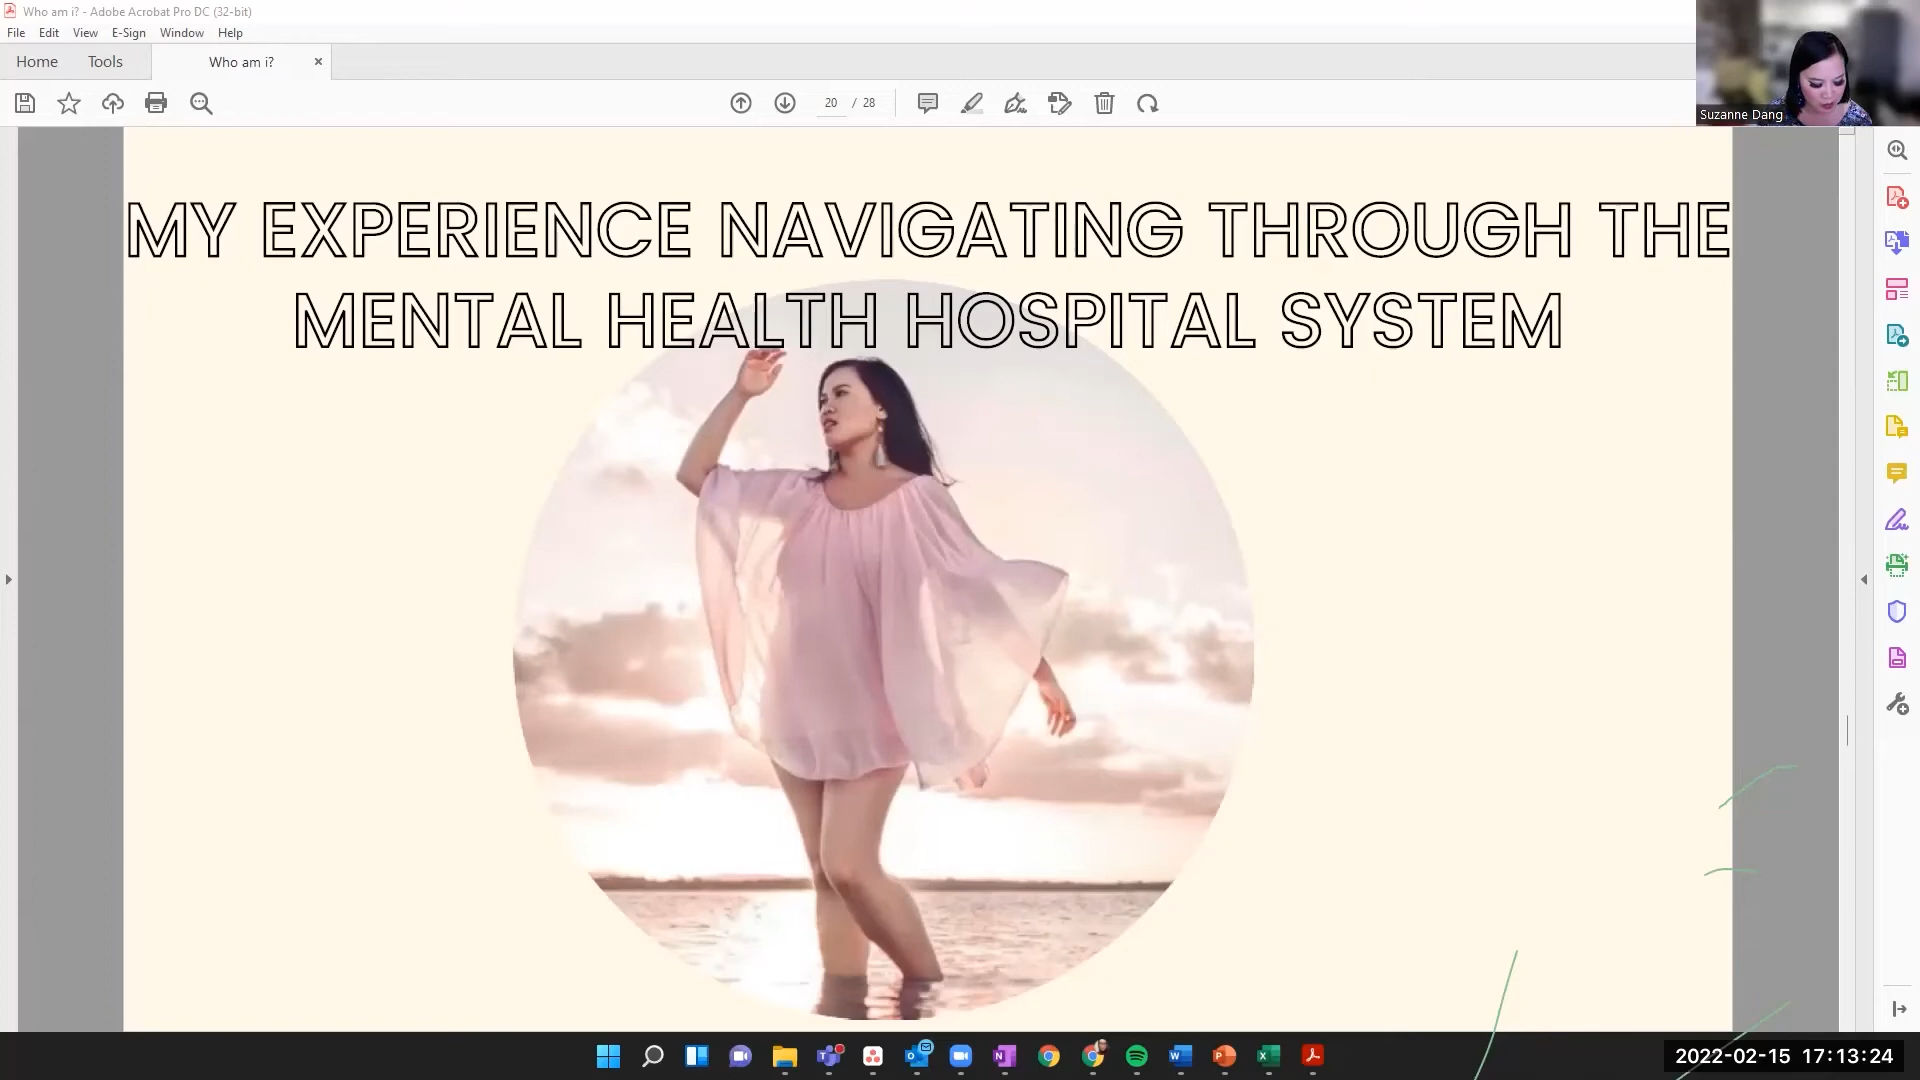 Who am i? - Adobe Acrobat Pro DC (32-bit)
File Edit View E-Sign Window Help
Home Tools Who am i? ×
20 / 28
Suzanne Dang
MY EXPERIENCE NAVIGATING THROUGH THE
MENTAL HEALTH HOSPITAL SYSTEM
2022-02-15 17:13:24